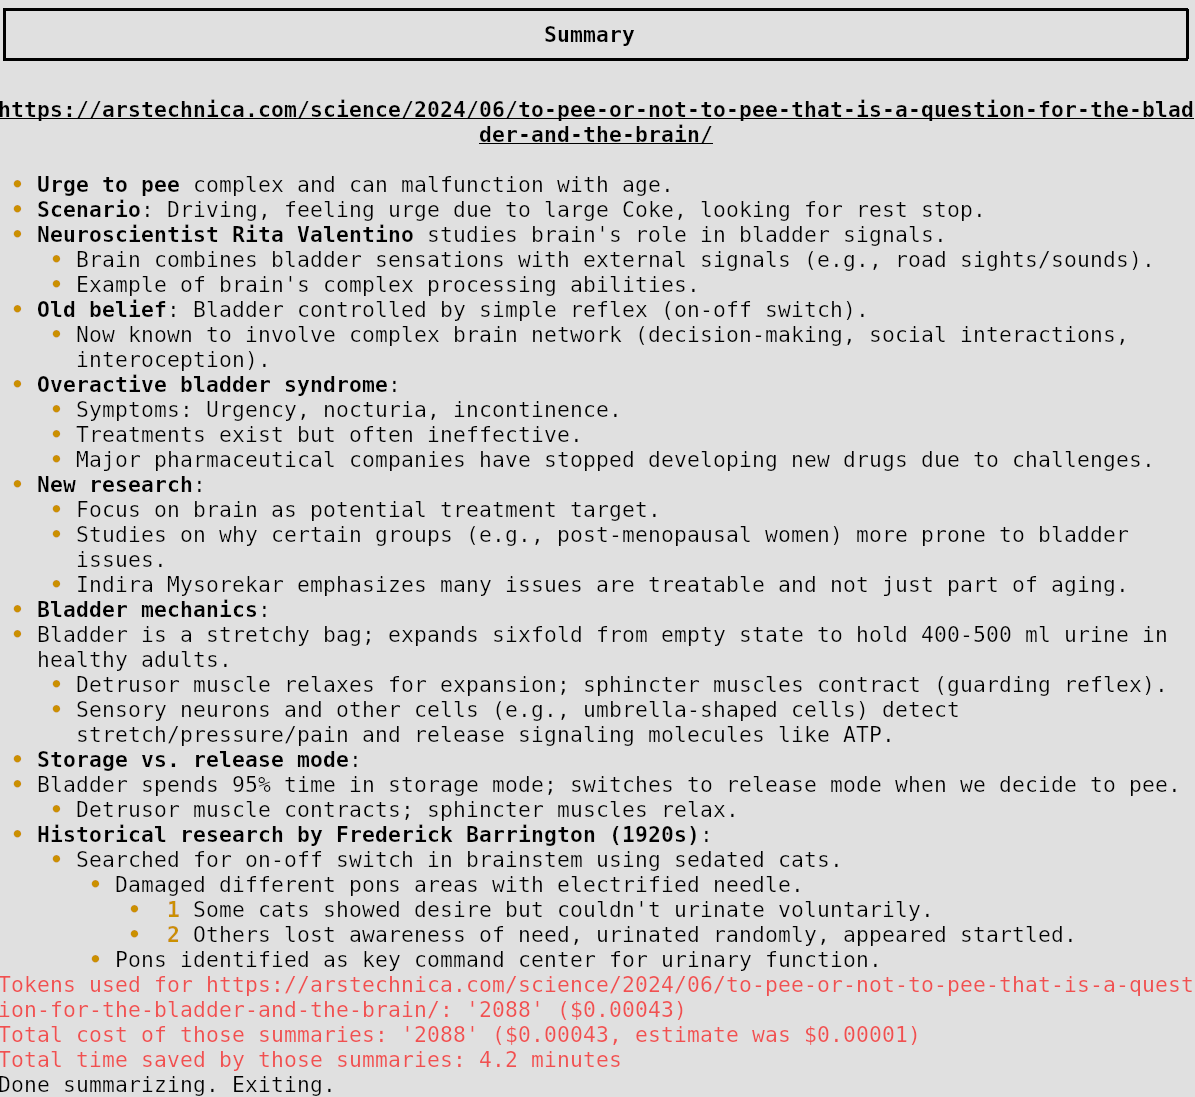 Summary
https://arstechnica.com/science/2024/06/to-pee-or-not-to-pee-that-is-a-question-for-the-blad
der-and-the-brain/
• Urge to pee complex and can malfunction with age.
• Scenario: Driving, feeling urge due to large Coke, looking for rest stop.
• Neuroscientist Rita Valentino studies brain's role in bladder signals.
• Brain combines bladder sensations with external signals (e.g., road sights/sounds).
• Example of brain's complex processing abilities.
• Old belief: Bladder controlled by simple reflex (on-off switch).
• Now known to involve complex brain network (decision-making, social interactions,
interoception).
• Overactive bladder syndrome:
• Symptoms: Urgency, nocturia, incontinence.
• Treatments exist but often ineffective.
• Major pharmaceutical companies have stopped developing new drugs due to challenges.
• New research:
• Focus on brain as potential treatment target.
• Studies on why certain groups (e.g., post-menopausal women) more prone to bladder
issues.
• Indira Mysorekar emphasizes many issues are treatable and not just part of aging.
• Bladder mechanics:
• Bladder is a stretchy bag; expands sixfold from empty state to hold 400-500 ml urine in
healthy adults.
• Detrusor muscle relaxes for expansion; sphincter muscles contract (guarding reflex).
• Sensory neurons and other cells (e.g., umbrella-shaped cells) detect
stretch/pressure/pain and release signaling molecules like ATP.
• Storage vs. release mode:
• Bladder spends 95% time in storage mode; switches to release mode when we decide to pee.
• Detrusor muscle contracts; sphincter muscles relax.
• Historical research by Frederick Barrington (1920s):
• Searched for on-off switch in brainstem using sedated cats.
• Damaged different pons areas with electrified needle.
• 1 Some cats showed desire but couldn't urinate voluntarily.
• 2 Others lost awareness of need, urinated randomly, appeared startled.
• Pons identified as key command center for urinary function.
Tokens used for https://arstechnica.com/science/2024/06/to-pee-or-not-to-pee-that-is-a-quest
ion-for-the-bladder-and-the-brain/: '2088' ($0.00043)
Total cost of those summaries: '2088' ($0.00043, estimate was $0.00001)
Total time saved by those summaries: 4.2 minutes
Done summarizing. Exiting.